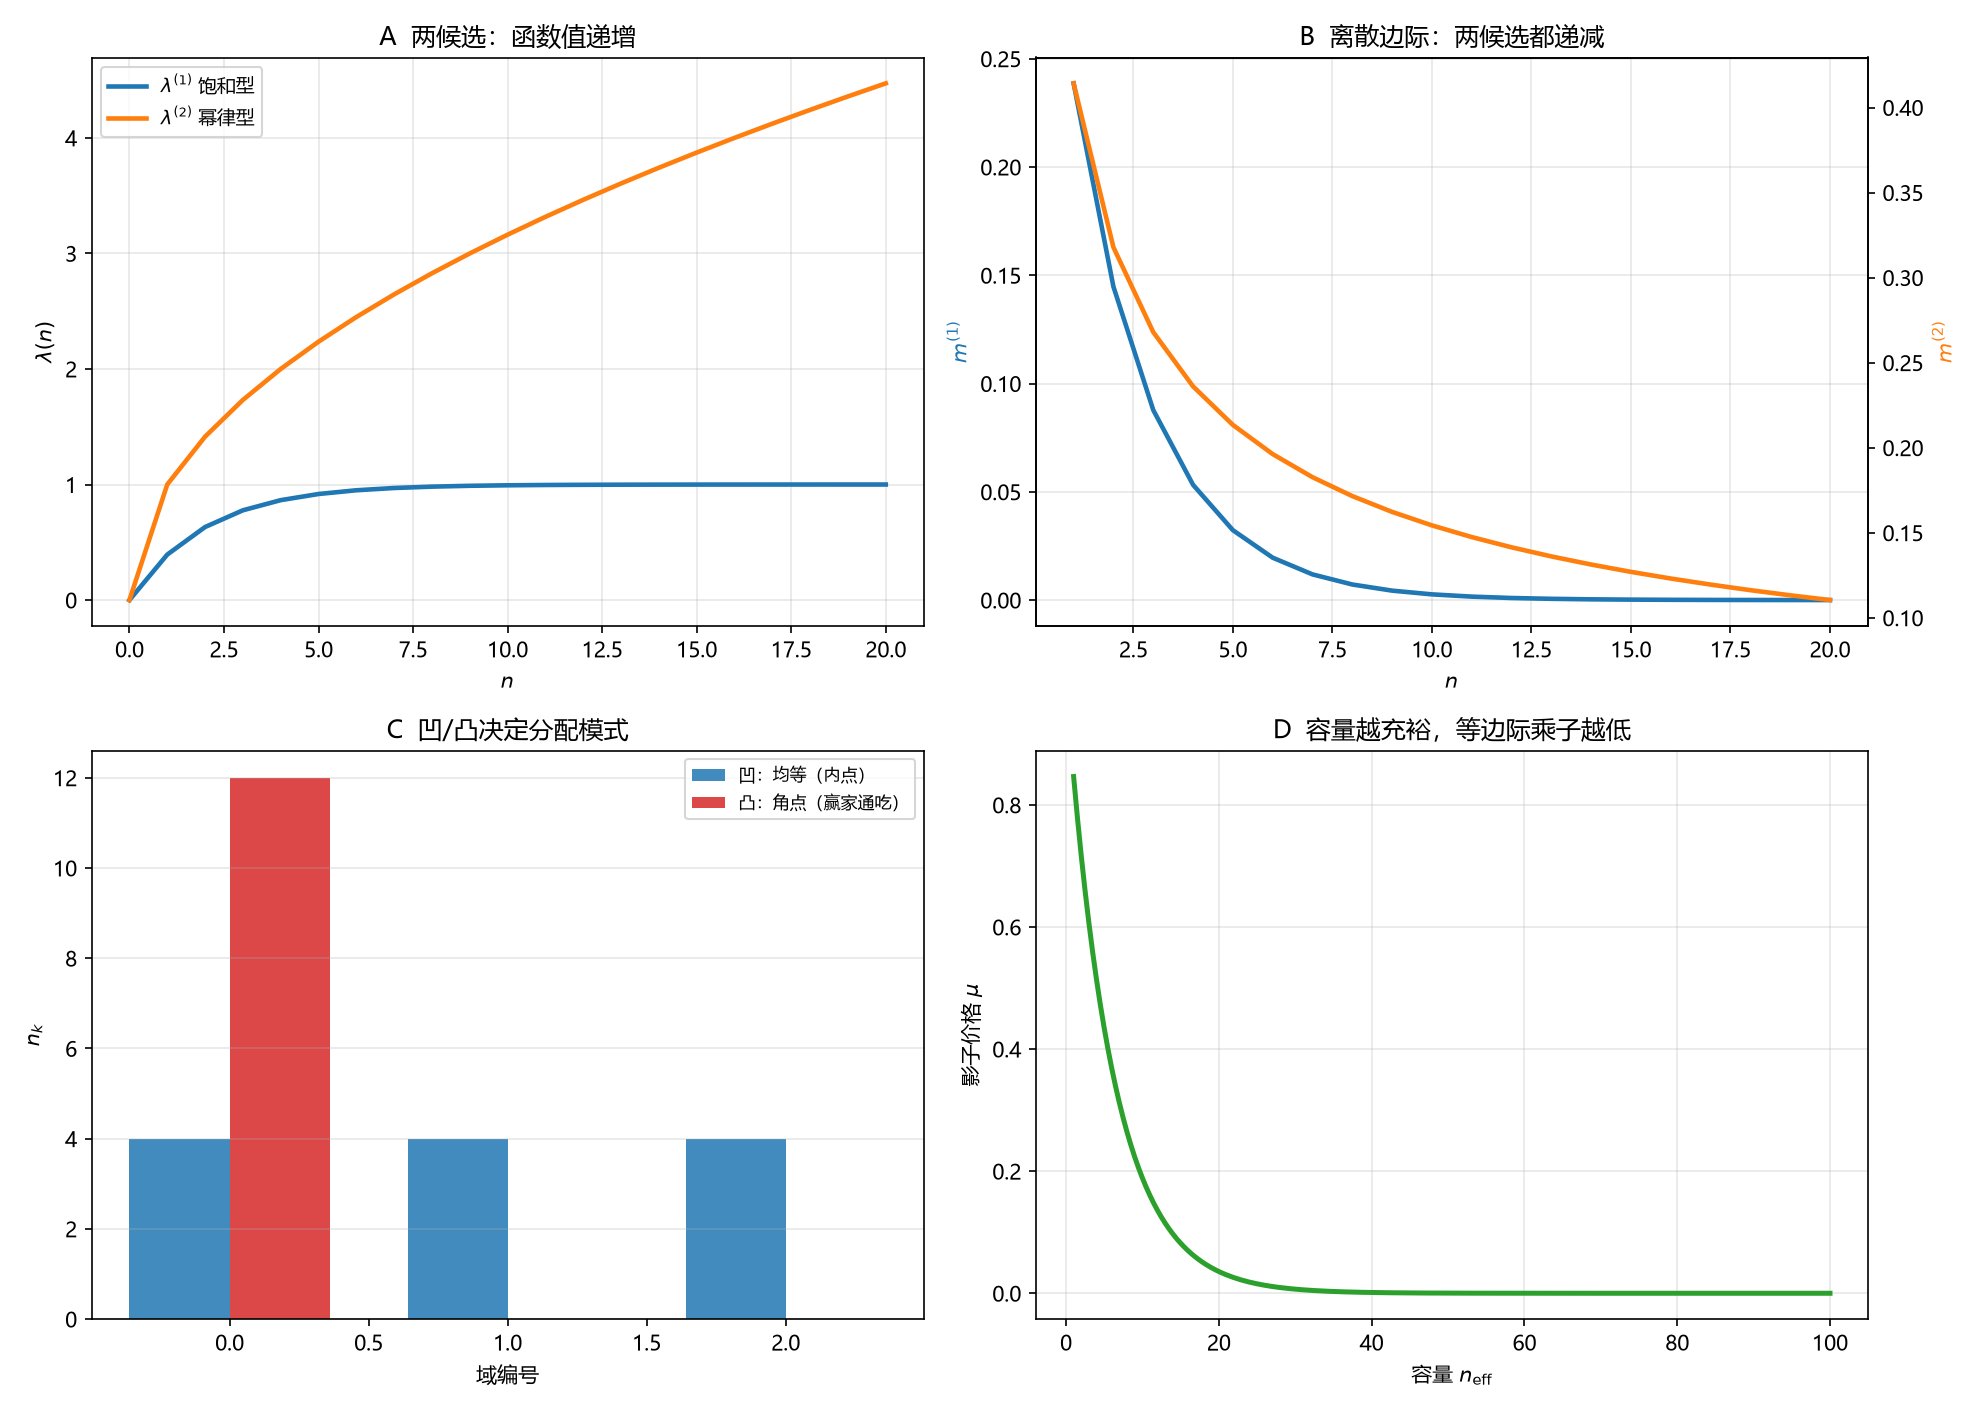 A 两候选：函数值递增
λ(1) 饱和型
λ(2) 幂律型
λ(n)
4
3
2
1
0
0.0 2.5 5.0 7.5 10.0 12.5 15.0 17.5 20.0
n
B 离散边际：两候选都递减
m(1)
0.25
0.20
0.15
0.10
0.05
0.00
0.40
0.35
0.30
0.25
0.20
0.15
0.10
m(2)
2.5 5.0 7.5 10.0 12.5 15.0 17.5 20.0
n
C 凹/凸决定分配模式
凹：均等（内点）
凸：角点（赢家通吃）
nk
12
10
8
6
4
2
0
0.0 0.5 1.0 1.5 2.0
域编号
D 容量越充裕，等边际乘子越低
影子价格 μ
0.8
0.6
0.4
0.2
0.0
0 20 40 60 80 100
容量 neff